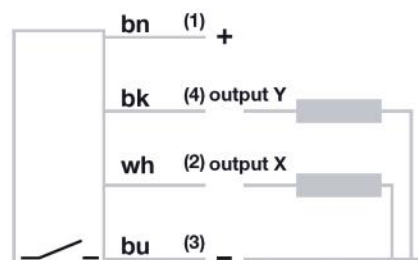 bn (1) +
bk (4) output Y
wh (2) output X
bu (3) −